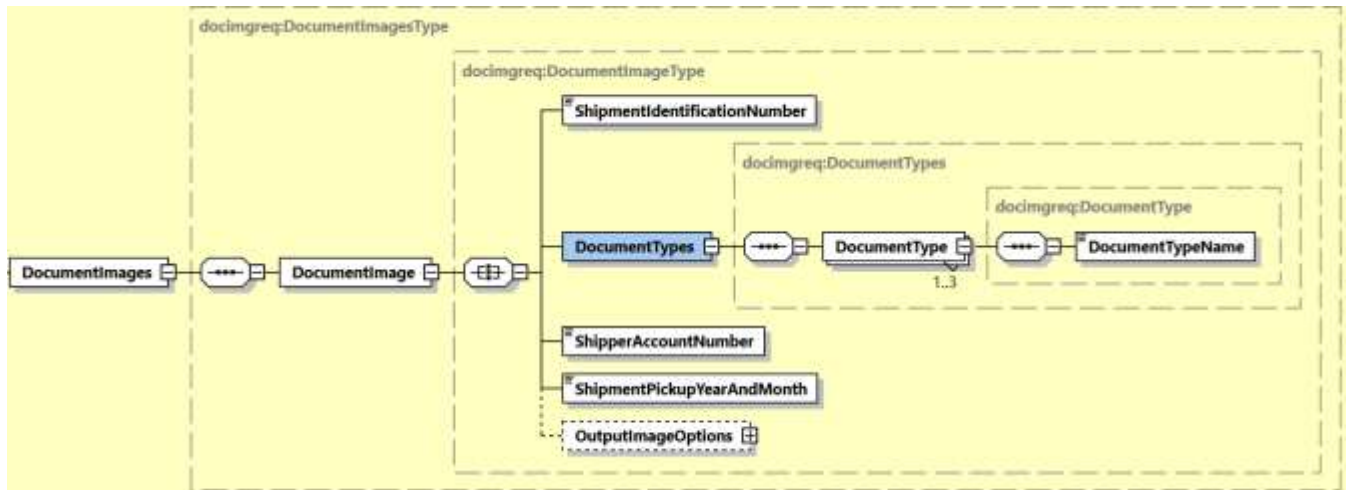 docimgreq:DocumentImagesType
docimgreq:DocumentImageType
ShipmentIdentificationNumber
docimgreq:DocumentTypes
docimgreq:DocumentType
DocumentImages
DocumentImage
DocumentTypes
DocumentType
DocumentTypeName
1..3
ShipperAccountNumber
ShipmentPickupYearAndMonth
OutputImageOptions